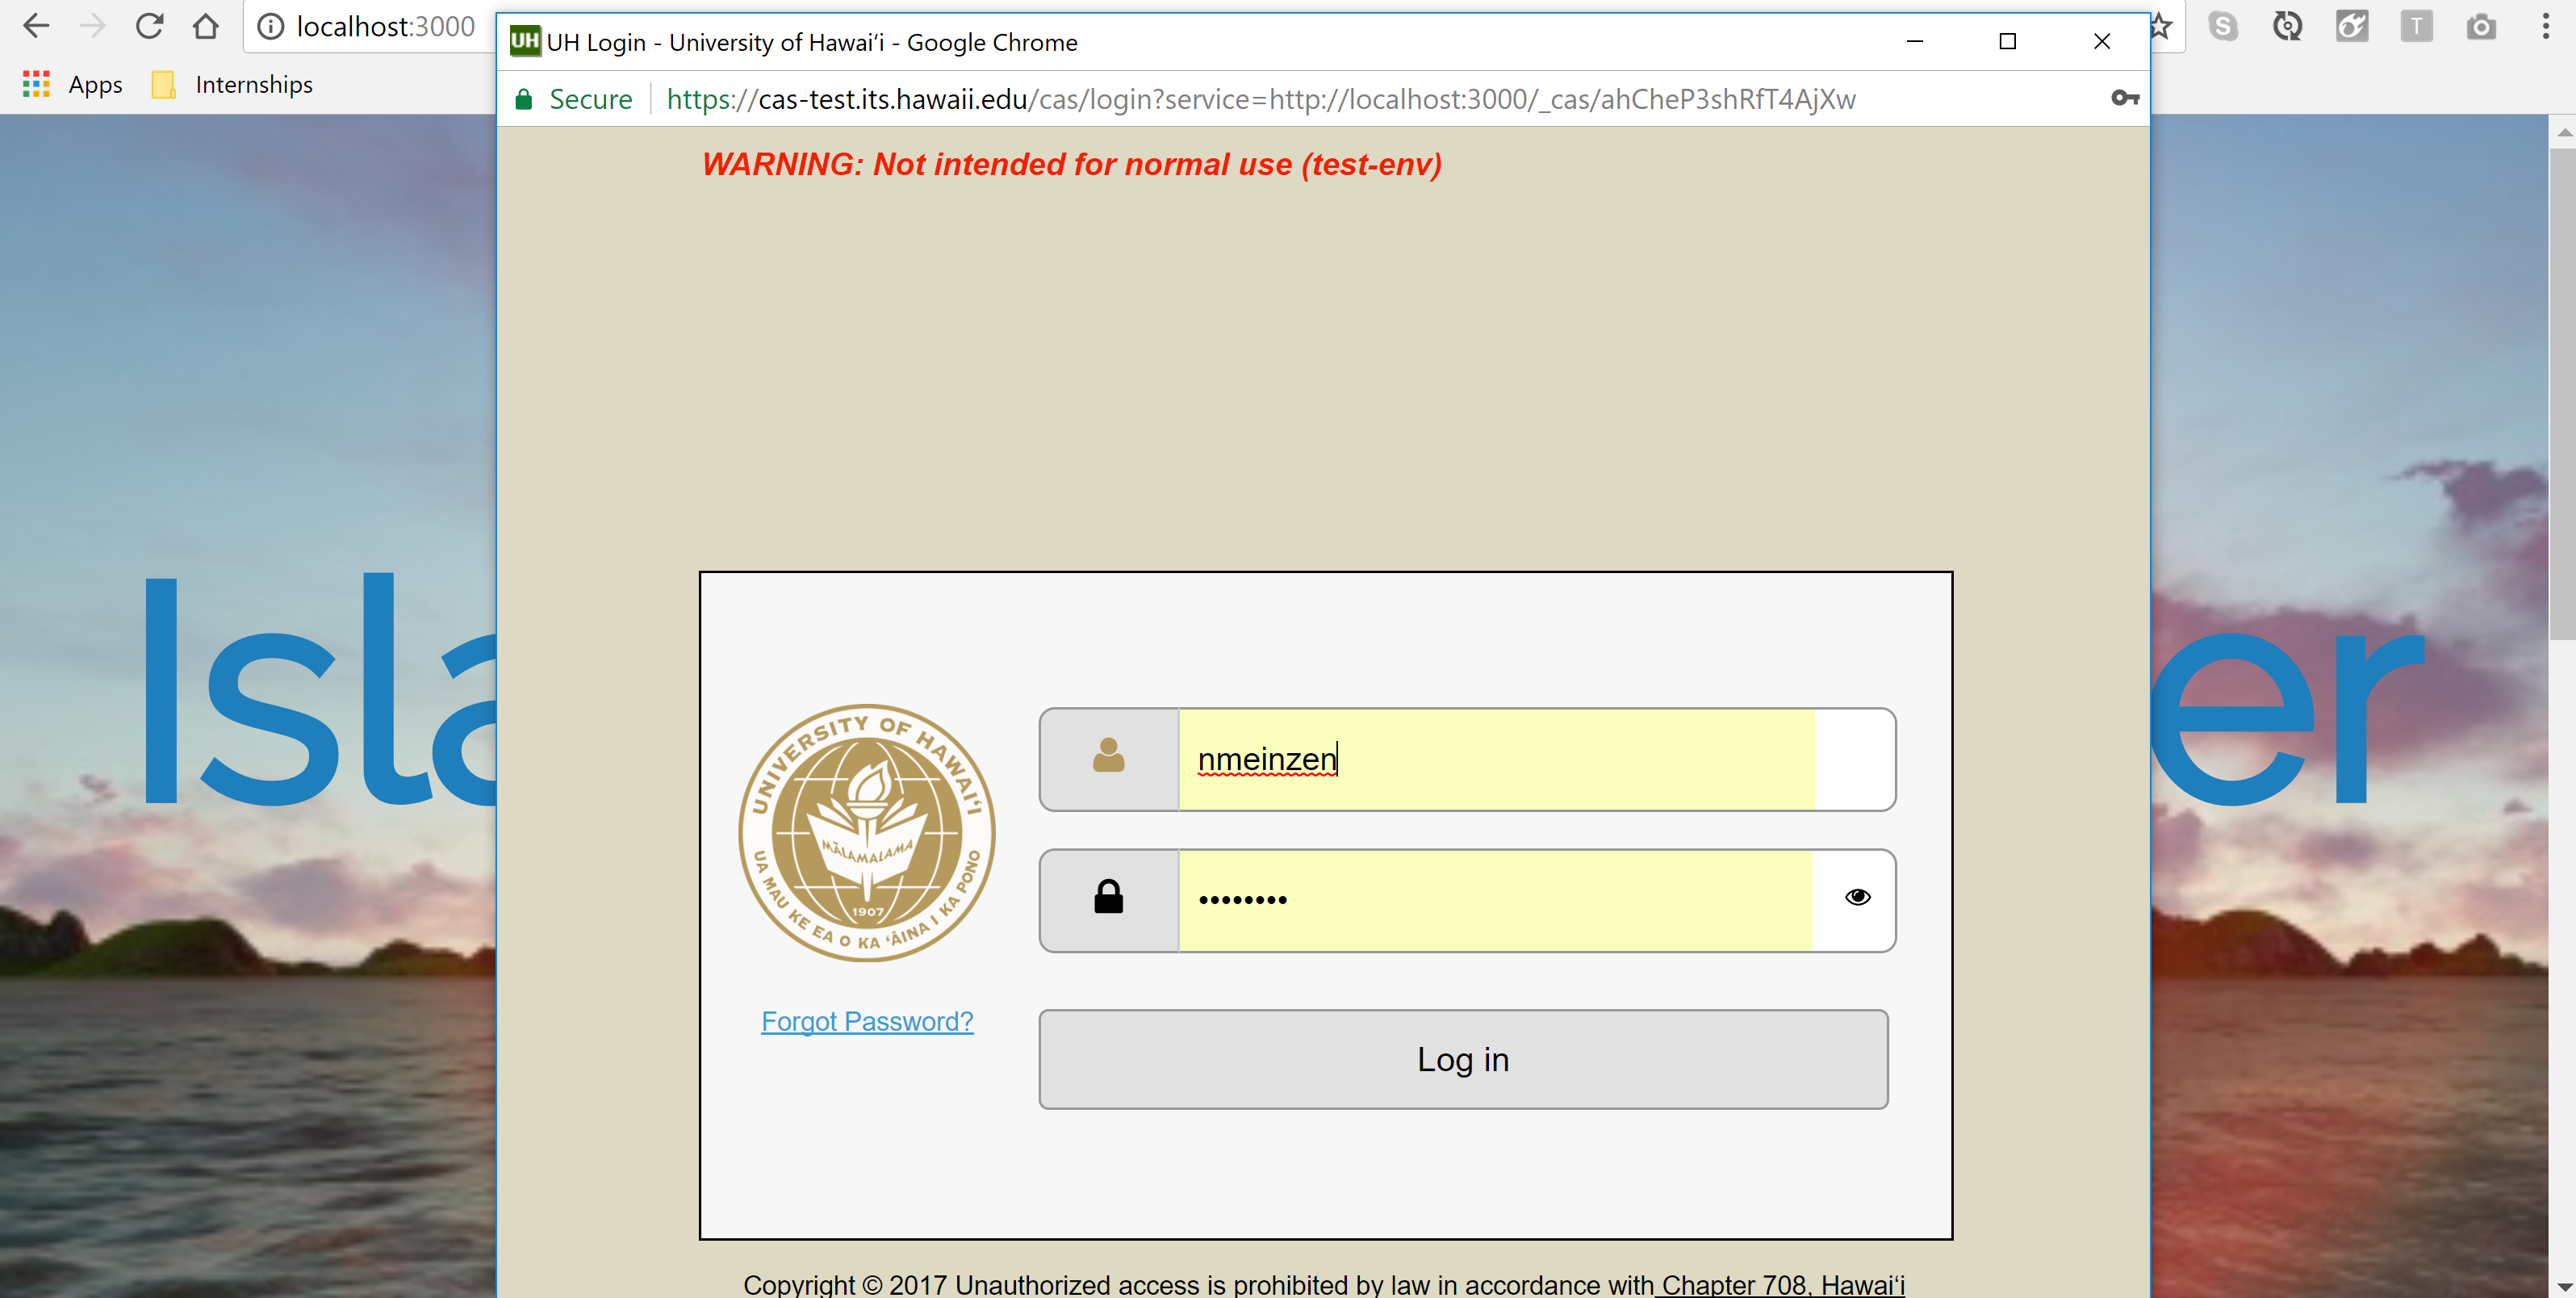 localhost:3000
S
T
Apps
Internships
UH UH Login - University of Hawaiʻi - Google Chrome
Secure
https://cas-test.its.hawaii.edu/cas/login?service=http://localhost:3000/_cas/ahCheP3shRfT4AjXw
WARNING: Not intended for normal use (test-env)
Isla
er
UNIVERSITY OF HAWAIʻI
MĀLAMALAMA
1907
UA MAU KE EA O KA ʻĀINA I KA PONO
nmeinzen
••••••••
Forgot Password?
Log in
Copyright © 2017 Unauthorized access is prohibited by law in accordance with Chapter 708, Hawaiʻi